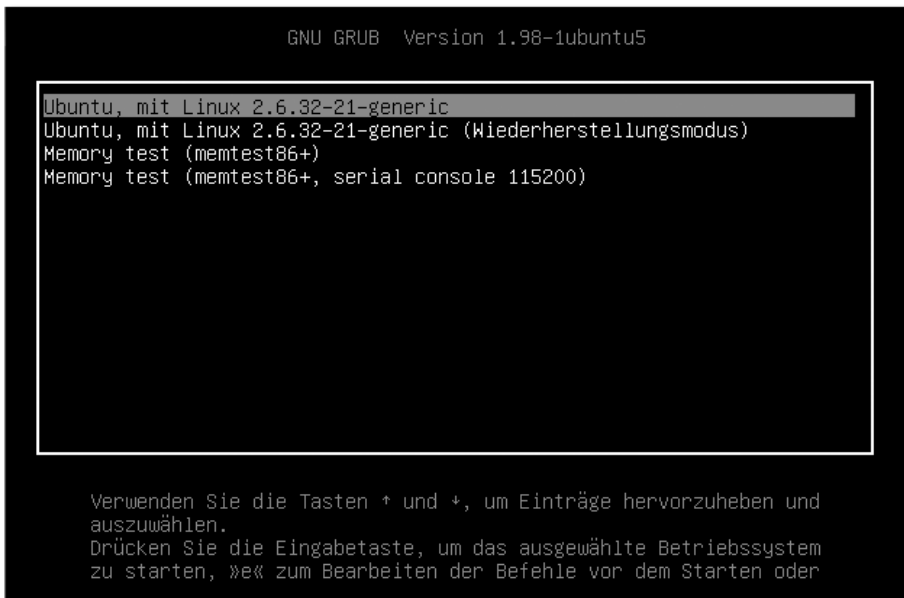 GNU GRUB  Version 1.98-1ubuntu5
Ubuntu, mit Linux 2.6.32-21-generic
Ubuntu, mit Linux 2.6.32-21-generic (Wiederherstellungsmodus)
Memory test (memtest86+)
Memory test (memtest86+, serial console 115200)
Verwenden Sie die Tasten ↑ und ↓, um Einträge hervorzuheben und
auszuwählen.
Drücken Sie die Eingabetaste, um das ausgewählte Betriebssystem
zu starten, »e« zum Bearbeiten der Befehle vor dem Starten oder